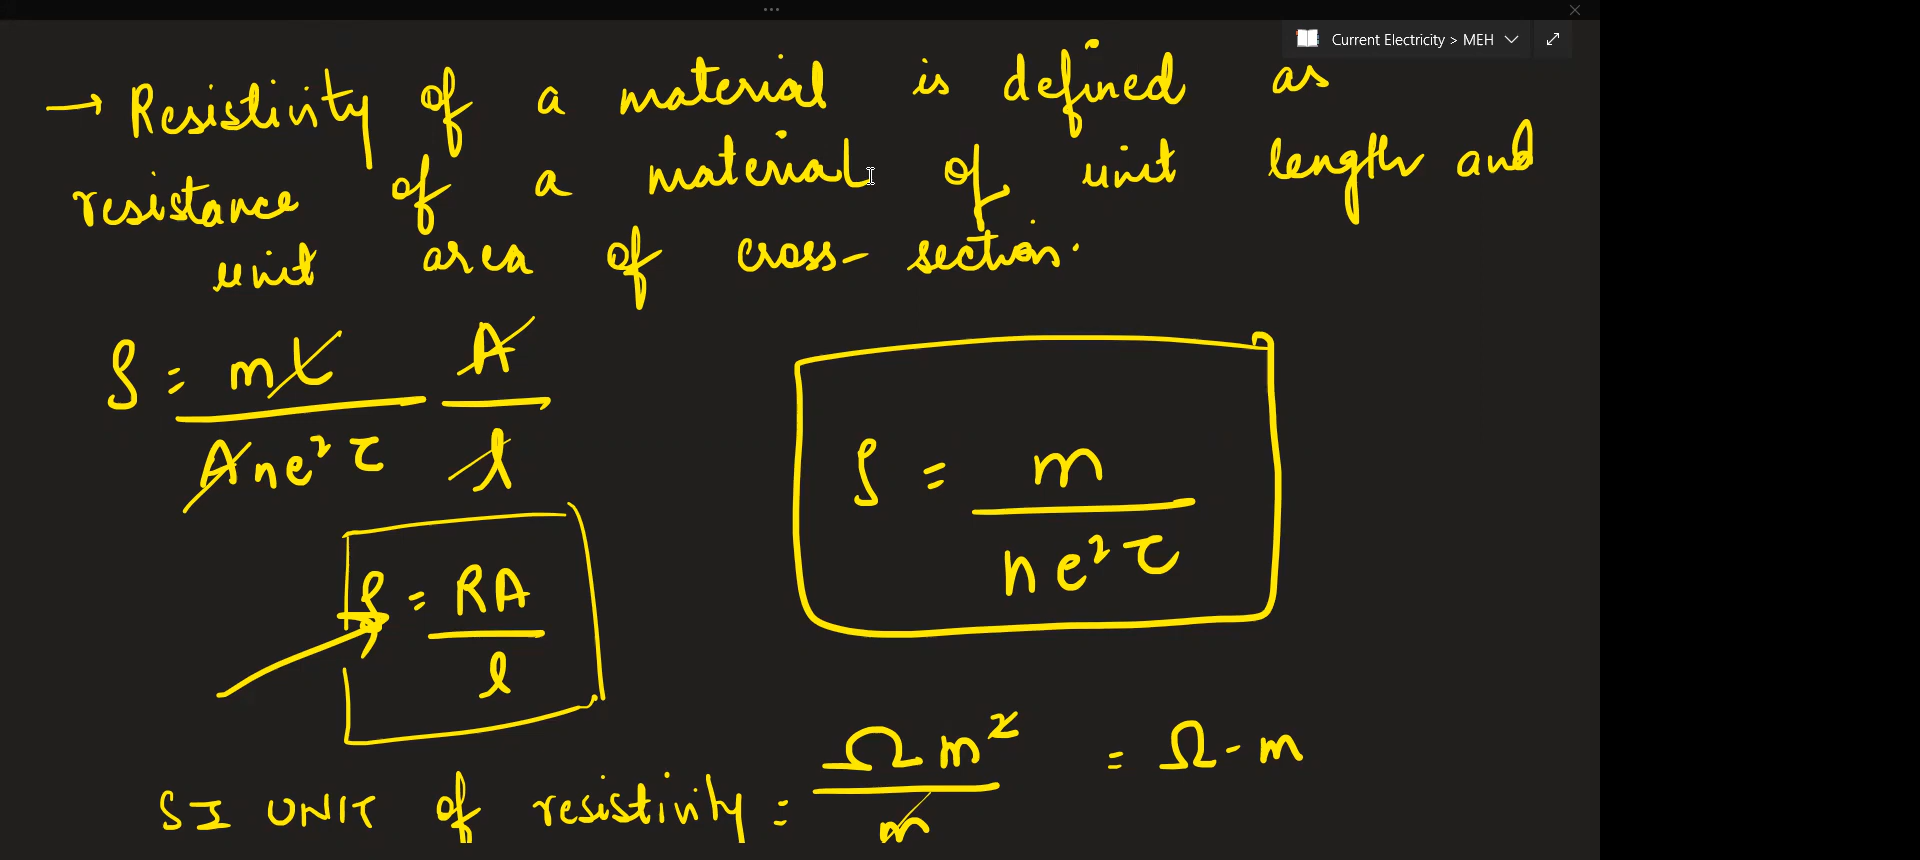 Current Electricity > MEH
→ Resistivity of a material is defined as
resistance of a material of unit length and
unit area of cross-section.
ρ = ml/Ane²τ A/l
ρ = m/ne²τ
ρ = RA/l
SI UNIT of resistivity = Ωm²/m = Ω-m